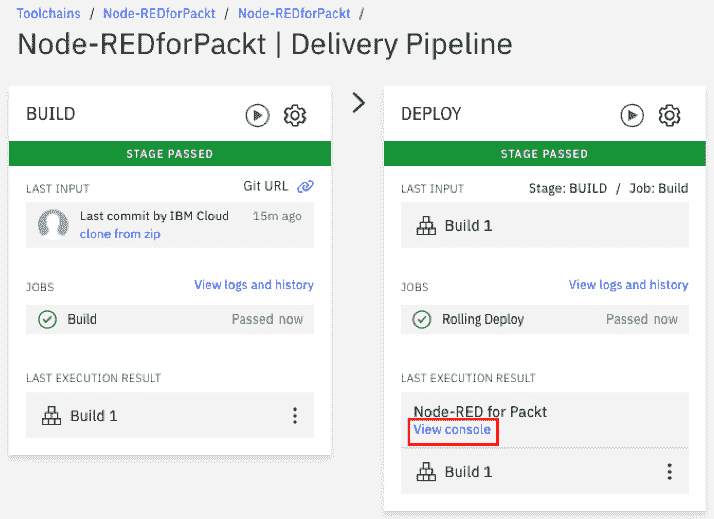 Toolchains / Node-REDforPackt / Node-REDforPackt /
Node-REDforPackt | Delivery Pipeline
BUILD
STAGE PASSED
LAST INPUT
Git URL
Last commit by IBM Cloud
15m ago
clone from zip
JOBS
View logs and history
Build
Passed now
LAST EXECUTION RESULT
Build 1
DEPLOY
STAGE PASSED
LAST INPUT
Stage: BUILD / Job: Build
Build 1
JOBS
View logs and history
Rolling Deploy
Passed now
LAST EXECUTION RESULT
Node-RED for Packt
View console
Build 1